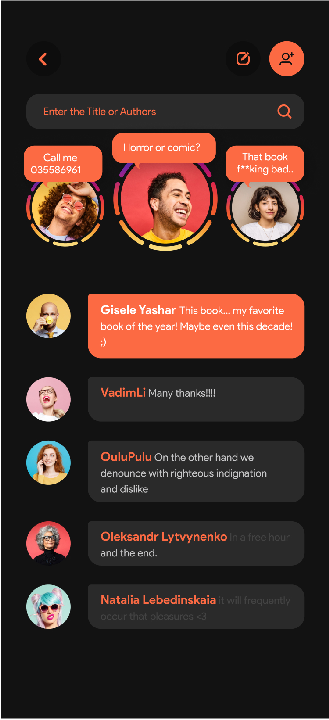 Enter the Title or Authors
Call me
035586961
Horror or comic?
That book
f**king bad..
Gisele Yashar This book... my favorite
book of the year! Maybe even this decade!
;)
VadimLi Many thanks!!!!
OuluPulu On the other hand we
denounce with righteous indignation
and dislike
Oleksandr Lytvynenko In a free hour
and the end.
Natalia Lebedinskaia It will frequently
occur that pleasures <3